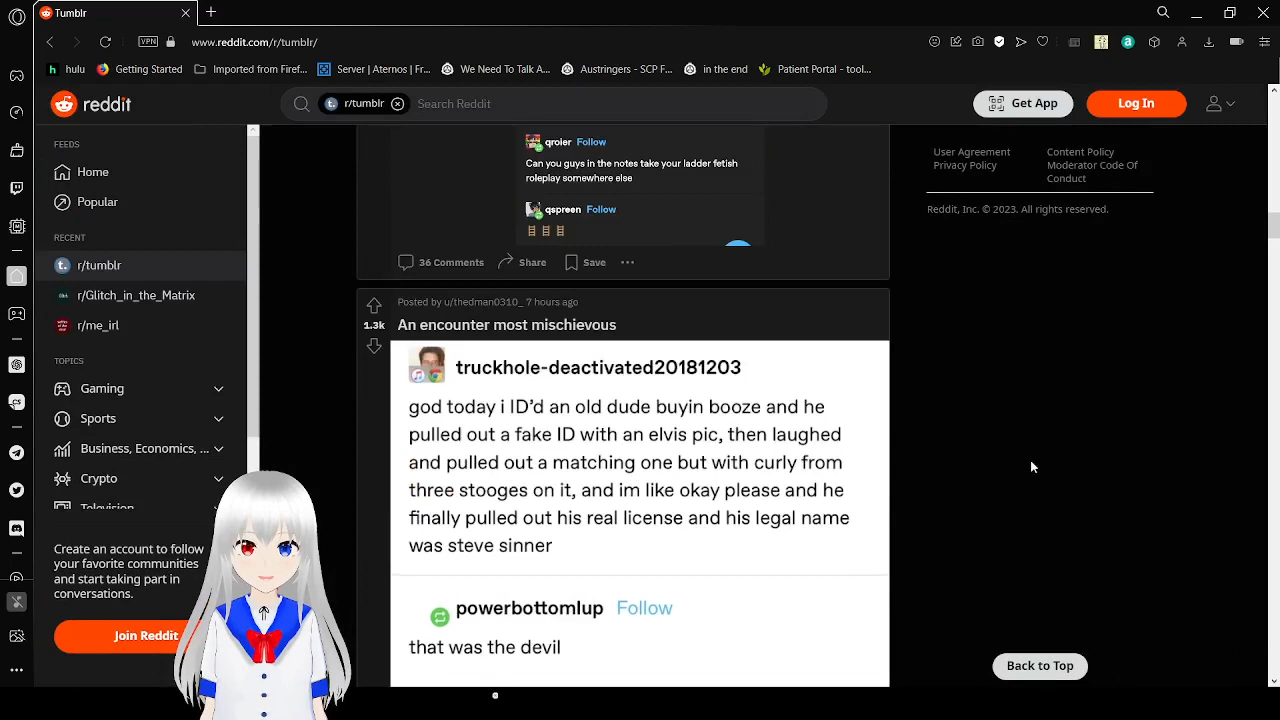 Tumblr
VPN www.reddit.com/r/tumblr/
hulu Getting Started Imported from Firef... Server | Aternos | Fr... We Need To Talk A... Austringers - SCP F... in the end Patient Portal - tool...
reddit r/tumblr Search Reddit Get App Log In
FEEDS
Home
Popular
RECENT
r/tumblr
r/Glitch_in_the_Matrix
r/me_irl
TOPICS
Gaming
Sports
Business, Economics, ...
Crypto
Television
Create an account to follow
your favorite communities
and start taking part in
conversations.
Join Reddit
qroier Follow
Can you guys in the notes take your ladder fetish
roleplay somewhere else
qspreen Follow
🪜 🪜 🪜
36 Comments Share Save
Posted by u/thedman0310_ 7 hours ago
1.3k
An encounter most mischievous
truckhole-deactivated20181203
god today i ID’d an old dude buyin booze and he
pulled out a fake ID with an elvis pic, then laughed
and pulled out a matching one but with curly from
three stooges on it, and im like okay please and he
finally pulled out his real license and his legal name
was steve sinner
powerbottomlup Follow
that was the devil
User Agreement Content Policy
Privacy Policy Moderator Code Of
Conduct
Reddit, Inc. © 2023. All rights reserved.
Back to Top